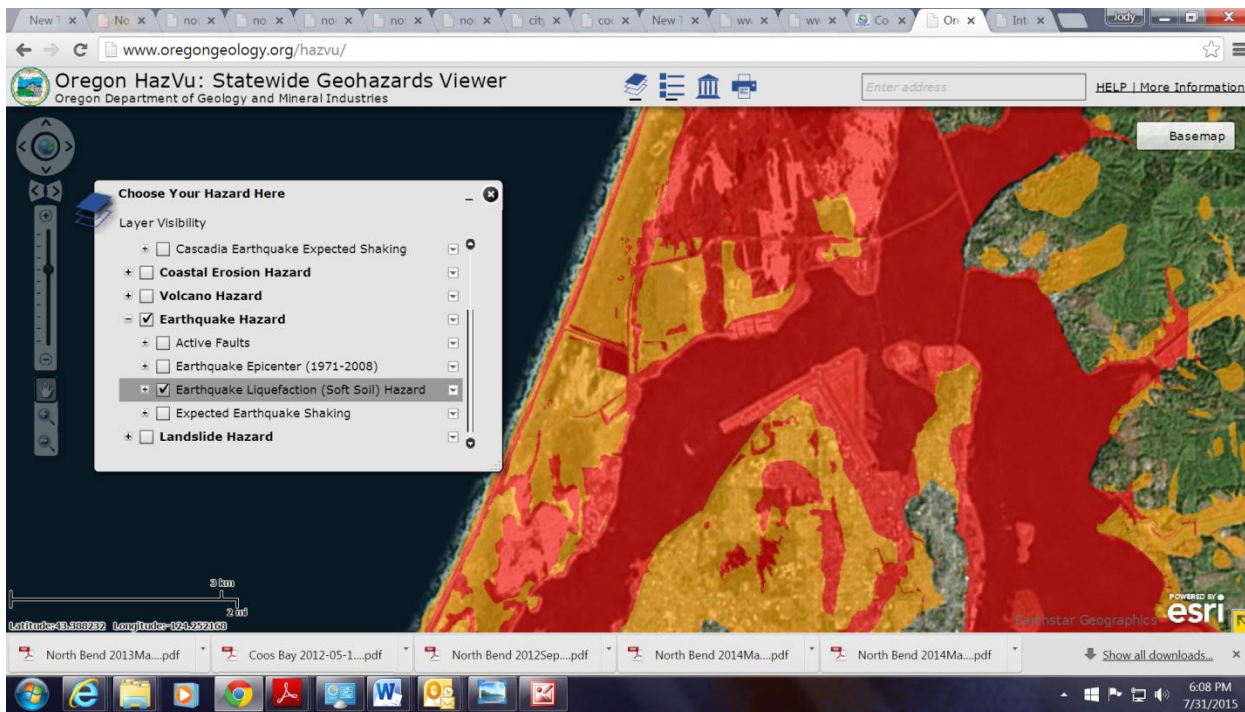 New T x No x no x no x no x no x no x city x cou x New T x ww x ww x Co x Ore x Int x Jody
www.oregongeology.org/hazvu/
Oregon HazVu: Statewide Geohazards Viewer
Oregon Department of Geology and Mineral Industries
Enter address
HELP | More Information
Basemap
Choose Your Hazard Here
Layer Visibility
Cascadia Earthquake Expected Shaking
Coastal Erosion Hazard
Volcano Hazard
Earthquake Hazard
Active Faults
Earthquake Epicenter (1971-2008)
Earthquake Liquefaction (Soft Soil) Hazard
Expected Earthquake Shaking
Landslide Hazard
3 km
2 mi
Latitude:43.388232 Longitude:-124.252168
Earthstar Geographics
POWERED BY
esri
North Bend 2013Ma....pdf Coos Bay 2012-05-1....pdf North Bend 2012Sep....pdf North Bend 2014Ma....pdf North Bend 2014Ma....pdf Show all downloads...
6:08 PM
7/31/2015